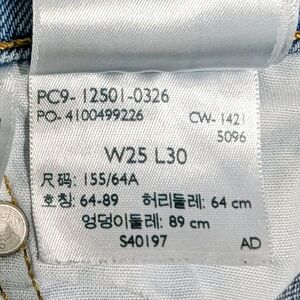 PC9- 12501-0326
PO- 4100499226 CW- 1421
5096
W25 L30
尺码: 155/64A
호칭: 64-89 허리둘레: 64 cm
엉덩이둘레: 89 cm
S40197 AD